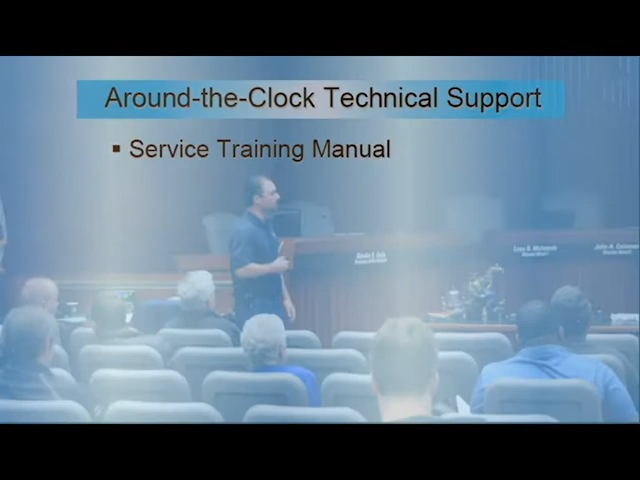 Around-the-Clock Technical Support
▪ Service Training Manual